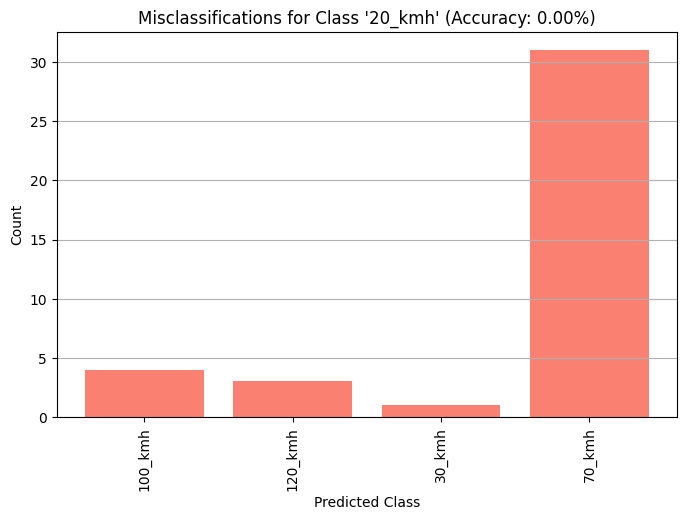 Misclassifications for Class '20_kmh' (Accuracy: 0.00%)
30
25
20
15
10
5
0
Count
100_kmh
120_kmh
30_kmh
70_kmh
Predicted Class